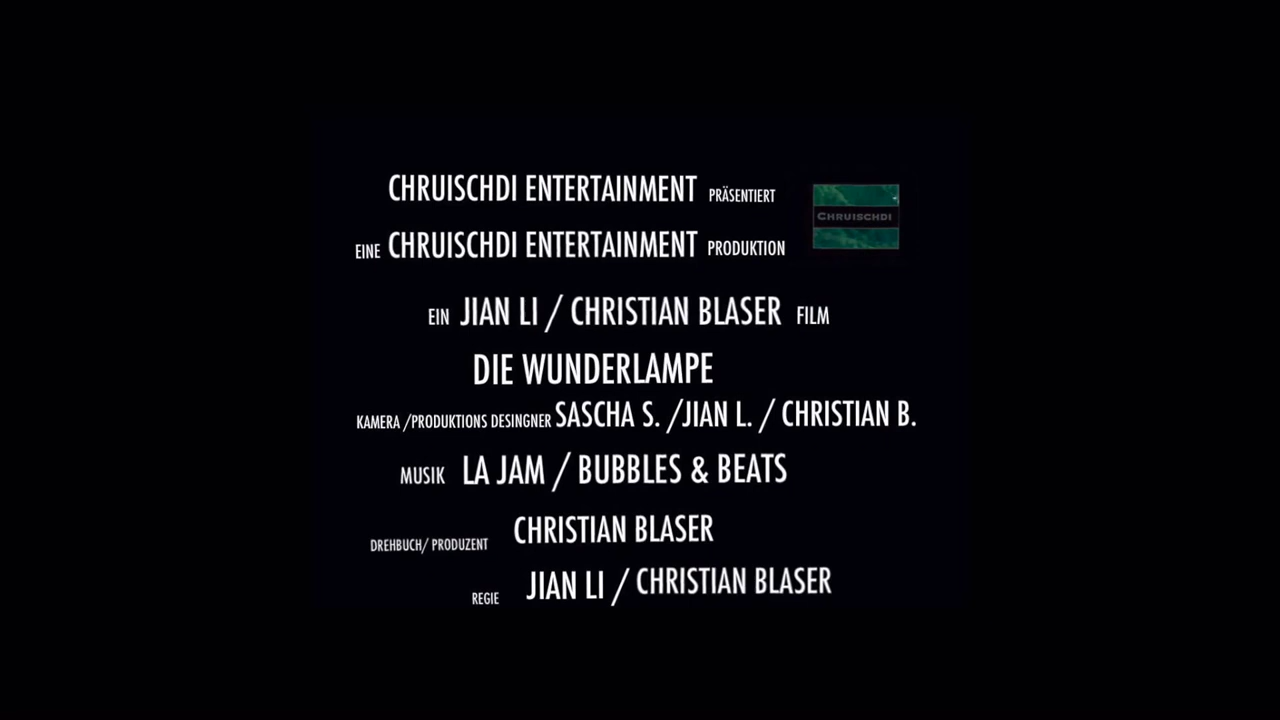 CHRUISCHDI ENTERTAINMENT PRÄSENTIERT
CHRUISCHDI
EINE CHRUISCHDI ENTERTAINMENT PRODUKTION
EIN JIAN LI / CHRISTIAN BLASER FILM
DIE WUNDERLAMPE
KAMERA /PRODUKTIONS DESINGNER SASCHA S. /JIAN L. / CHRISTIAN B.
MUSIK LA JAM / BUBBLES & BEATS
DREHBUCH/ PRODUZENT CHRISTIAN BLASER
REGIE JIAN LI / CHRISTIAN BLASER